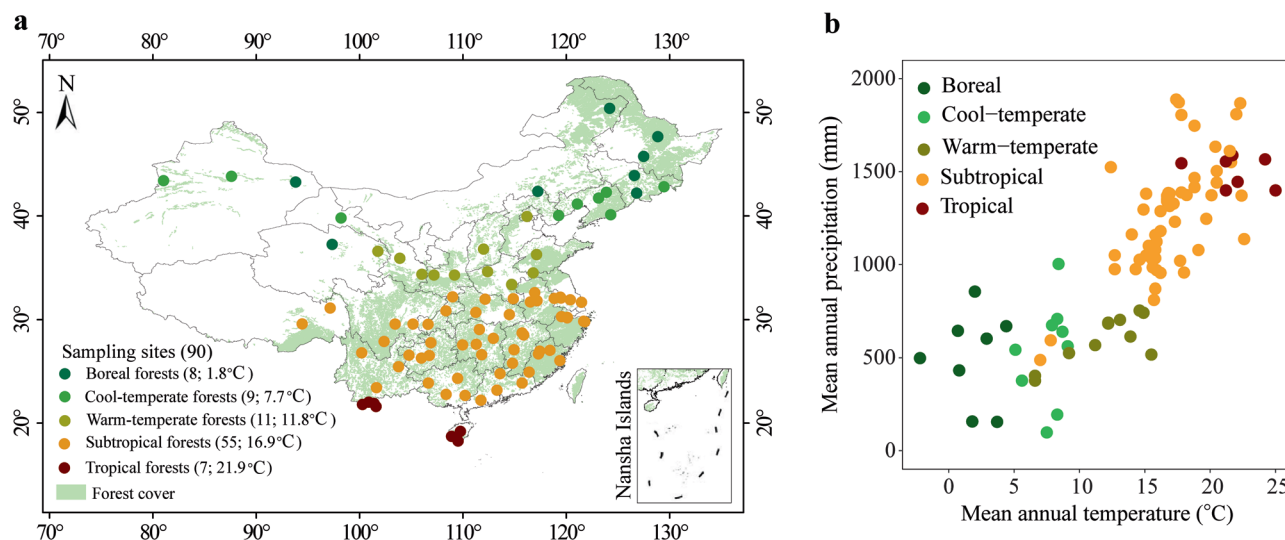 a
70° 80° 90° 100° 110° 120° 130°
N
50°
40°
30°
20°
50°
40°
30°
20°
Sampling sites (90)
Boreal forests (8; 1.8°C)
Cool-temperate forests (9; 7.7°C)
Warm-temperate forests (11; 11.8°C)
Subtropical forests (55; 16.9°C)
Tropical forests (7; 21.9°C)
Forest cover
Nansha Islands
70° 80° 90° 100° 110° 120° 130°
b
Mean annual precipitation (mm)
2000
1500
1000
500
0
Boreal
Cool−temperate
Warm−temperate
Subtropical
Tropical
0 5 10 15 20 25
Mean annual temperature (°C)